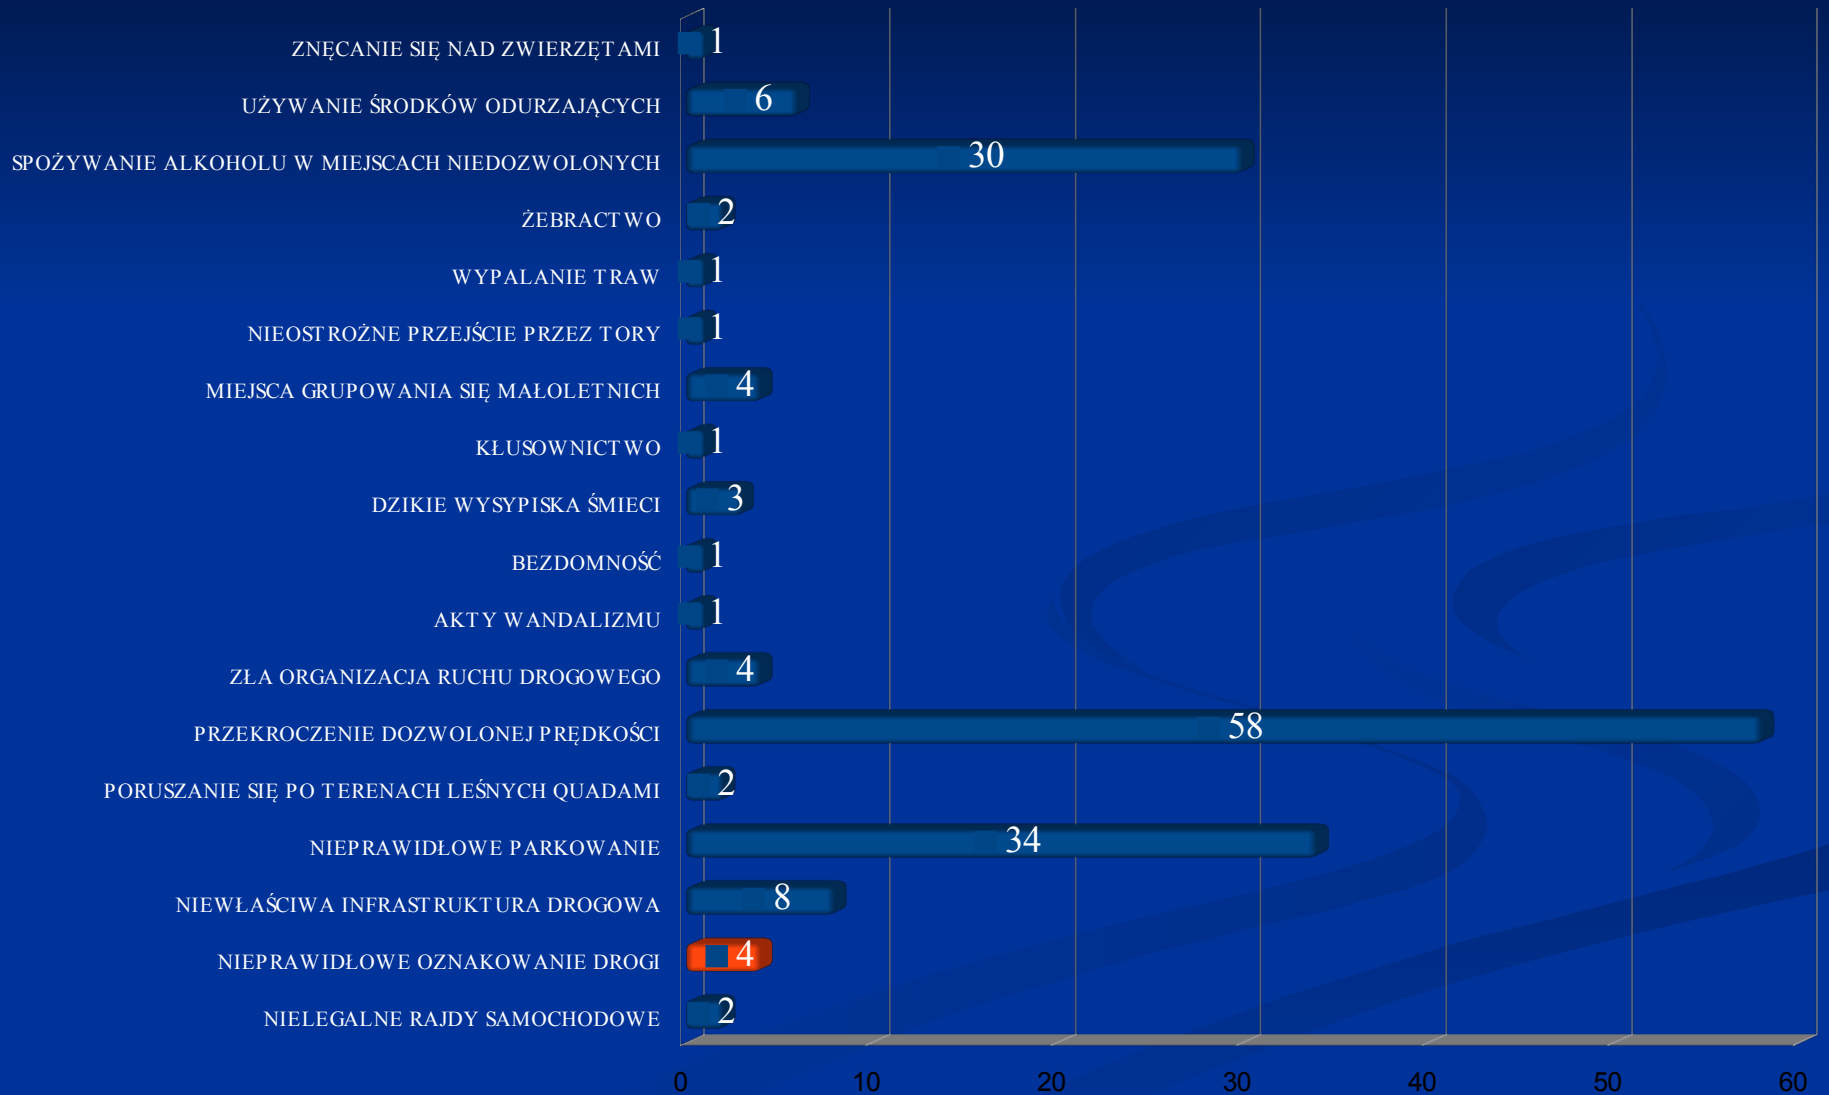 ZNĘCANIE SIĘ NAD ZWIERZĘTAMI 1
UŻYWANIE ŚRODKÓW ODURZAJĄCYCH 6
SPOŻYWANIE ALKOHOLU W MIEJSCACH NIEDOZWOLONYCH 30
ŻEBRACTWO 2
WYPALANIE TRAW 1
NIEOSTROŻNE PRZEJŚCIE PRZEZ TORY 1
MIEJSCA GRUPOWANIA SIĘ MAŁOLETNICH 4
KŁUSOWNICTWO 1
DZIKIE WYSYPISKA ŚMIECI 3
BEZDOMNOŚĆ 1
AKTY WANDALIZMU 1
ZŁA ORGANIZACJA RUCHU DROGOWEGO 4
PRZEKROCZENIE DOZWOLONEJ PRĘDKOŚCI 58
PORUSZANIE SIĘ PO TERENACH LEŚNYCH QUADAMI 2
NIEPRAWIDŁOWE PARKOWANIE 34
NIEWŁAŚCIWA INFRASTRUKTURA DROGOWA 8
NIEPRAWIDŁOWE OZNAKOWANIE DROGI 4
NIELEGALNE RAJDY SAMOCHODOWE 2
0 10 20 30 40 50 60